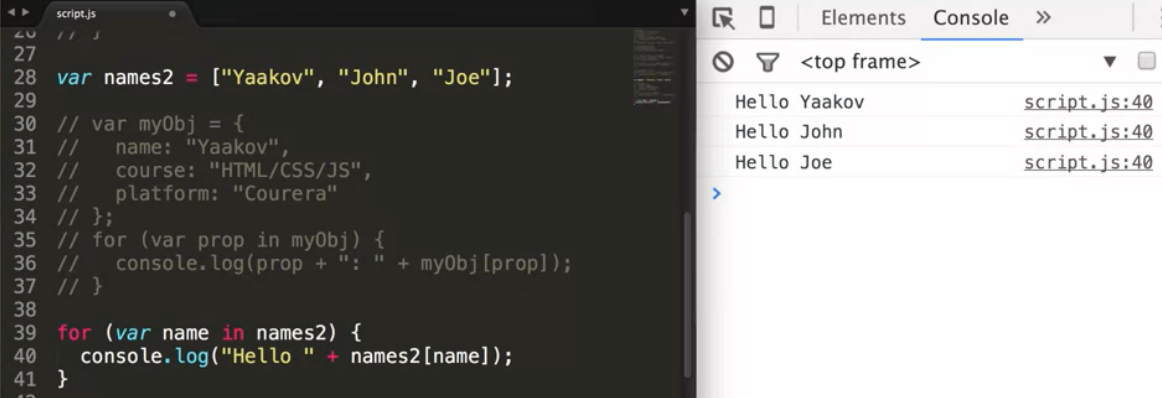 script.js
Elements Console
<top frame>
26 // }
27
28 var names2 = ["Yaakov", "John", "Joe"];
29
30 // var myObj = {
31 //   name: "Yaakov",
32 //   course: "HTML/CSS/JS",
33 //   platform: "Courera"
34 // };
35 // for (var prop in myObj) {
36 //   console.log(prop + ": " + myObj[prop]);
37 // }
38
39 for (var name in names2) {
40   console.log("Hello " + names2[name]);
41 }
Hello Yaakov script.js:40
Hello John script.js:40
Hello Joe script.js:40